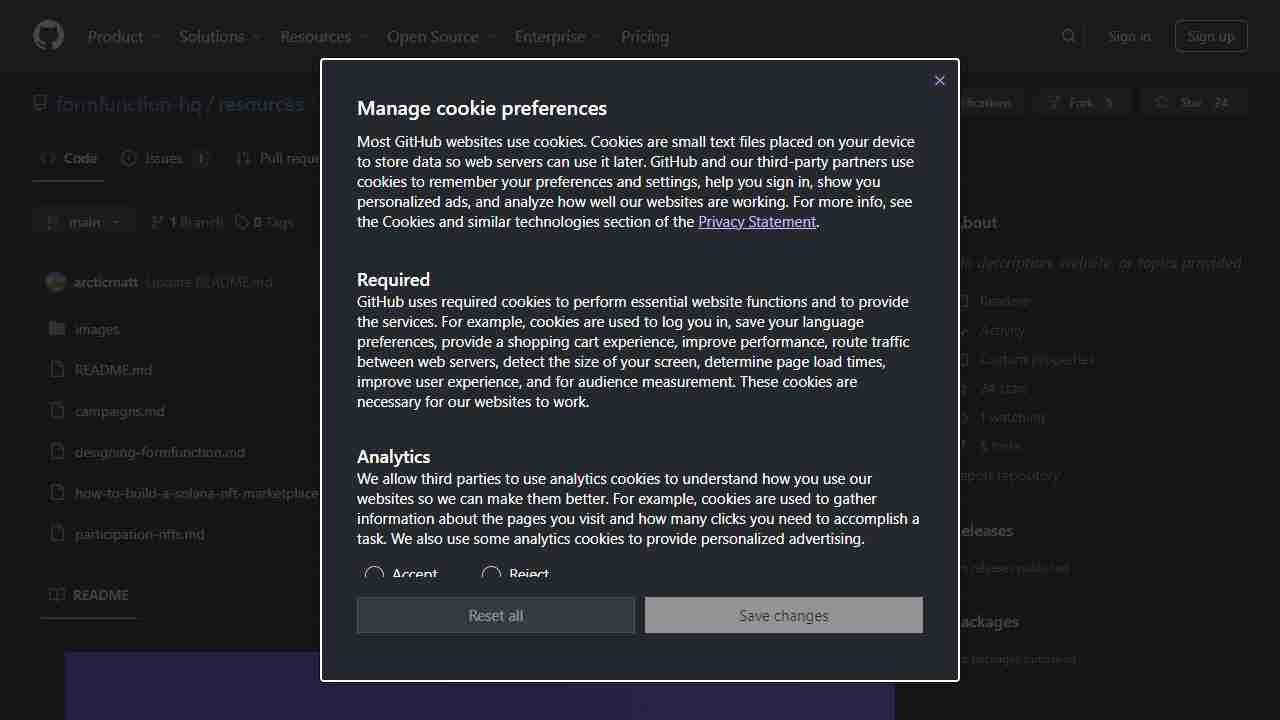 Product
Solutions
Resources
Open Source
Enterprise
Pricing
Sign in
Sign up
formfunction-hq / resources
Fork 5
Star 24
Code
Issues 1
Pull
main
1 Branch
0 Tags
arcticmatt Update README.md
images
README.md
campaigns.md
designing-formfunction.md
how-to-build-a-solana-nft-marketplace
participation-nfts.md
README
Manage cookie preferences
Most GitHub websites use cookies. Cookies are small text files placed on your device
to store data so web servers can use it later. GitHub and our third-party partners use
cookies to remember your preferences and settings, help you sign in, show you
personalized ads, and analyze how well our websites are working. For more info, see
the Cookies and similar technologies section of the Privacy Statement.
Required
GitHub uses required cookies to perform essential website functions and to provide
the services. For example, cookies are used to log you in, save your language
preferences, provide a shopping cart experience, improve performance, route traffic
between web servers, detect the size of your screen, determine page load times,
improve user experience, and for audience measurement. These cookies are
necessary for our websites to work.
Analytics
We allow third parties to use analytics cookies to understand how you use our
websites so we can make them better. For example, cookies are used to gather
information about the pages you visit and how many clicks you need to accomplish a
task. We also use some analytics cookies to provide personalized advertising.
Accept
Reject
Reset all
Save changes
description, website, or topics provided.
Readme
Activity
Custom properties
24 stars
1 watching
5 forks
repository